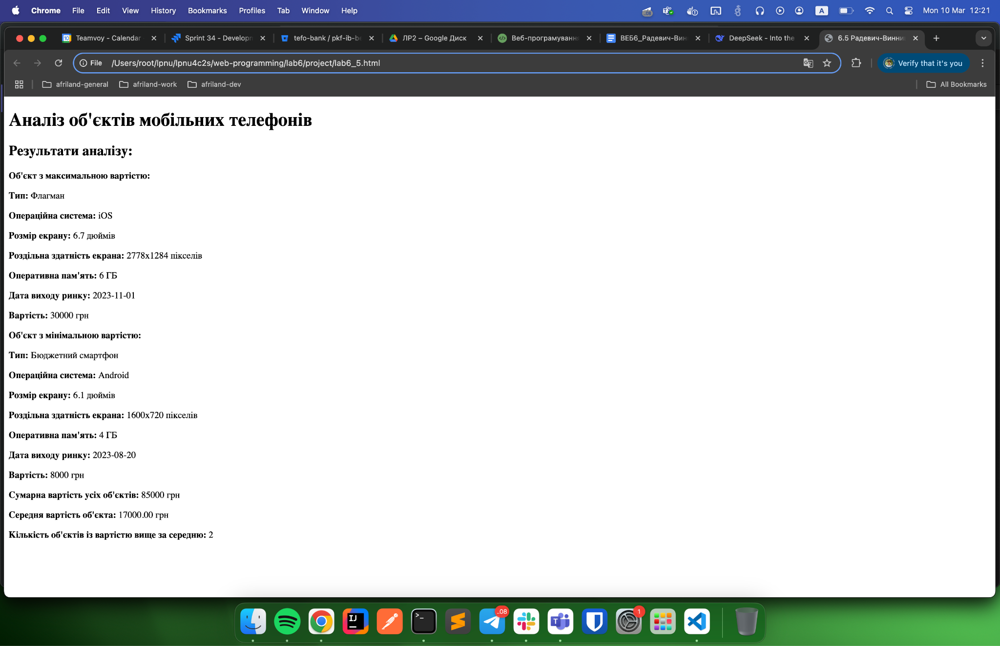 Chrome File Edit View History Bookmarks Profiles Tab Window Help A Mon 10 Mar 12:21
Teamvoy - Calendar Sprint 34 - Developm tefo-bank / pkf-ib-be ЛР2 – Google Диск Веб-програмування ВЕБ6_Радевич-Вин DeepSeek - Into the 6.5 Радевич-Винни
File /Users/root/lpnu/lpnu4c2s/web-programming/lab6/project/lab6_5.html Verify that it's you
afriland-general afriland-work afriland-dev All Bookmarks
Аналіз об'єктів мобільних телефонів
Результати аналізу:
Об'єкт з максимальною вартістю:
Тип: Флагман
Операційна система: iOS
Розмір екрану: 6.7 дюймів
Роздільна здатність екрана: 2778x1284 пікселів
Оперативна пам'ять: 6 ГБ
Дата виходу ринку: 2023-11-01
Вартість: 30000 грн
Об'єкт з мінімальною вартістю:
Тип: Бюджетний смартфон
Операційна система: Android
Розмір екрану: 6.1 дюймів
Роздільна здатність екрана: 1600x720 пікселів
Оперативна пам'ять: 4 ГБ
Дата виходу ринку: 2023-08-20
Вартість: 8000 грн
Сумарна вартість усіх об'єктів: 85000 грн
Середня вартість об'єкта: 17000.00 грн
Кількість об'єктів із вартістю вище за середню: 2
..08 1